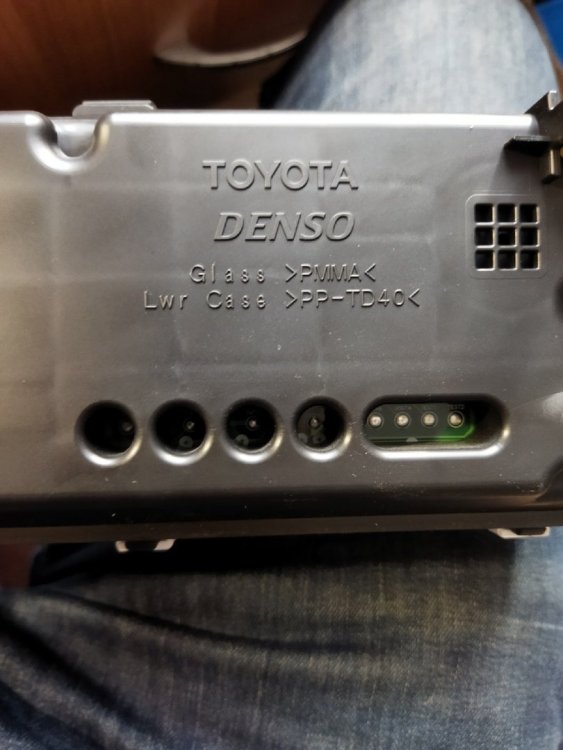 TOYOTA
DENSO
Glass >PMMA<
Lwr Case >PP-TD40<